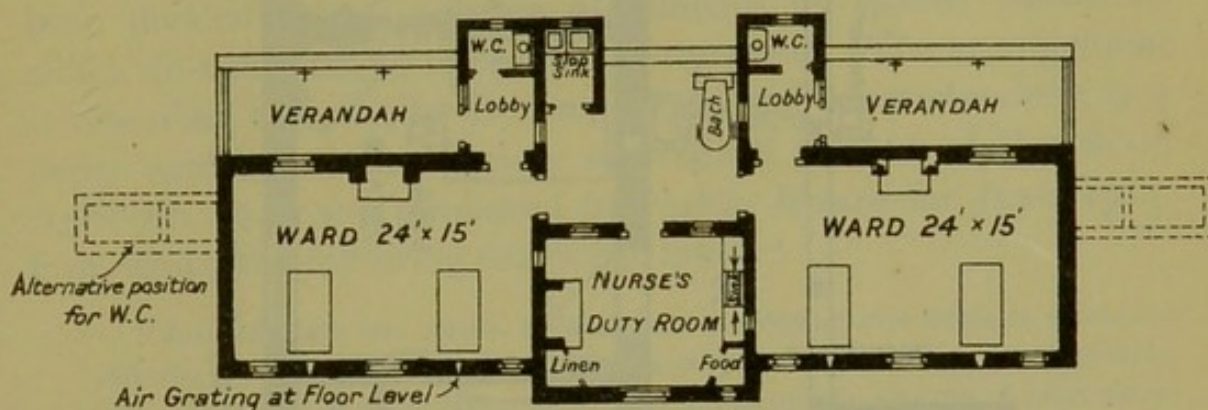 W.C.
Slop
Sink
W.C.
VERANDAH
Lobby
Bath
Lobby
VERANDAH
WARD 24' × 15'
WARD 24' × 15'
Alternative position
for W.C.
NURSE'S
DUTY ROOM
Sink
Linen
Food
Air Grating at Floor Level